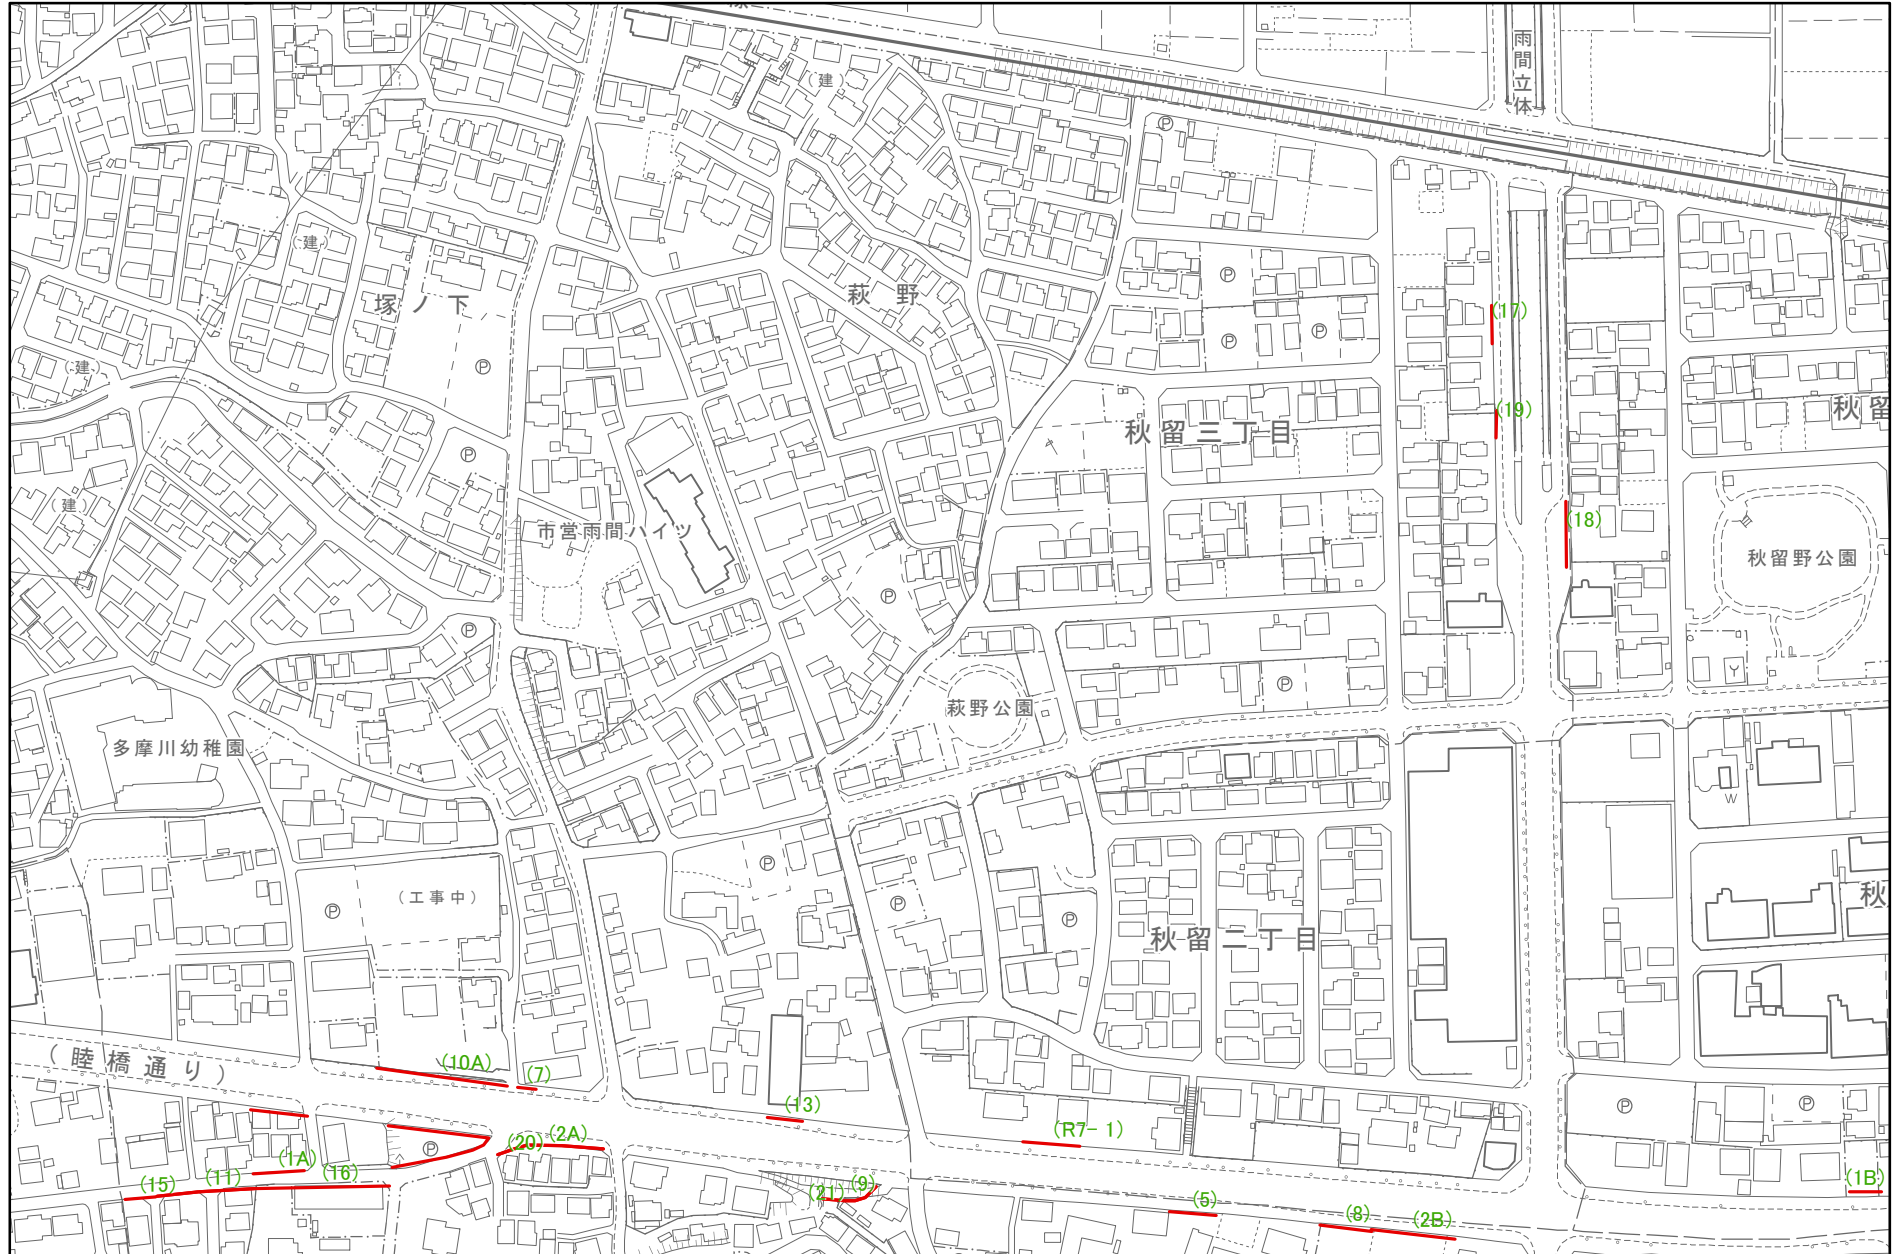 雨間立体
(建)
Ⓟ
(建)
Ⓟ
塚ノ下
萩野
(17)
Ⓟ
Ⓟ
(建)
Ⓟ
(19)
秋留
秋留三丁目
Ⓟ
(建)
(18)
市営雨間ハイツ
秋留野公園
Ⓟ
Ⓟ
Ⓟ
萩野公園
多摩川幼稚園
Ⓟ
(工事中)
Ⓟ
Ⓟ
Ⓟ
秋
秋留二丁目
(睦橋通り)
(10A)
(7)
(13)
Ⓟ
Ⓟ
(R7-1)
(20)
(2A)
Ⓟ
(1A)
(16)
(11)
(15)
(21)
(9)
(1B)
(5)
(8)
(2B)